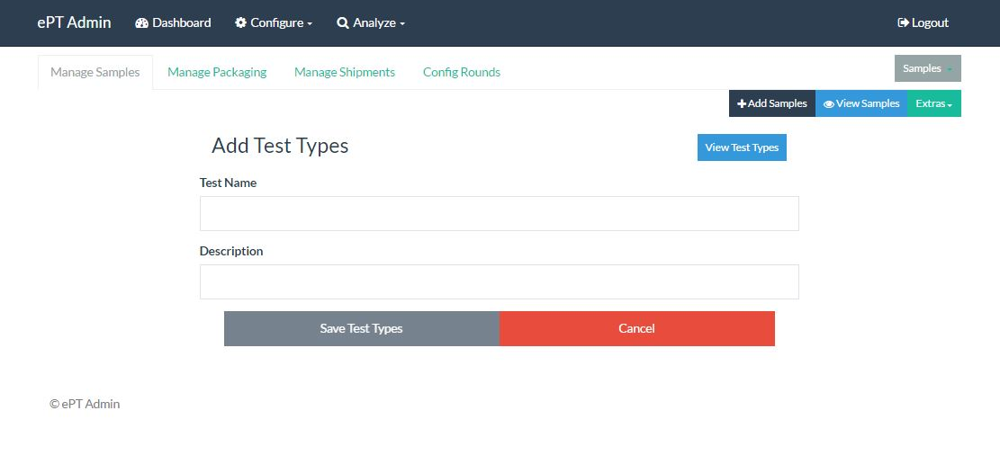 ePT Admin Dashboard Configure Analyze Logout
Manage Samples Manage Packaging Manage Shipments Config Rounds Samples
Add Samples View Samples Extras
Add Test Types View Test Types
Test Name
Description
Save Test Types Cancel
© ePT Admin